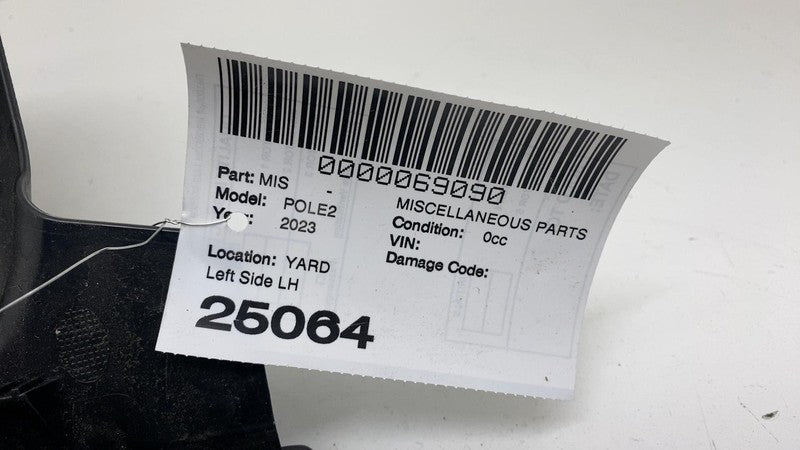 0000069090
Part: MIS - MISCELLANEOUS PARTS
Model: POLE2 Condition: 0cc
2023 VIN:
Damage Code:
Location: YARD
Left Side LH
25064